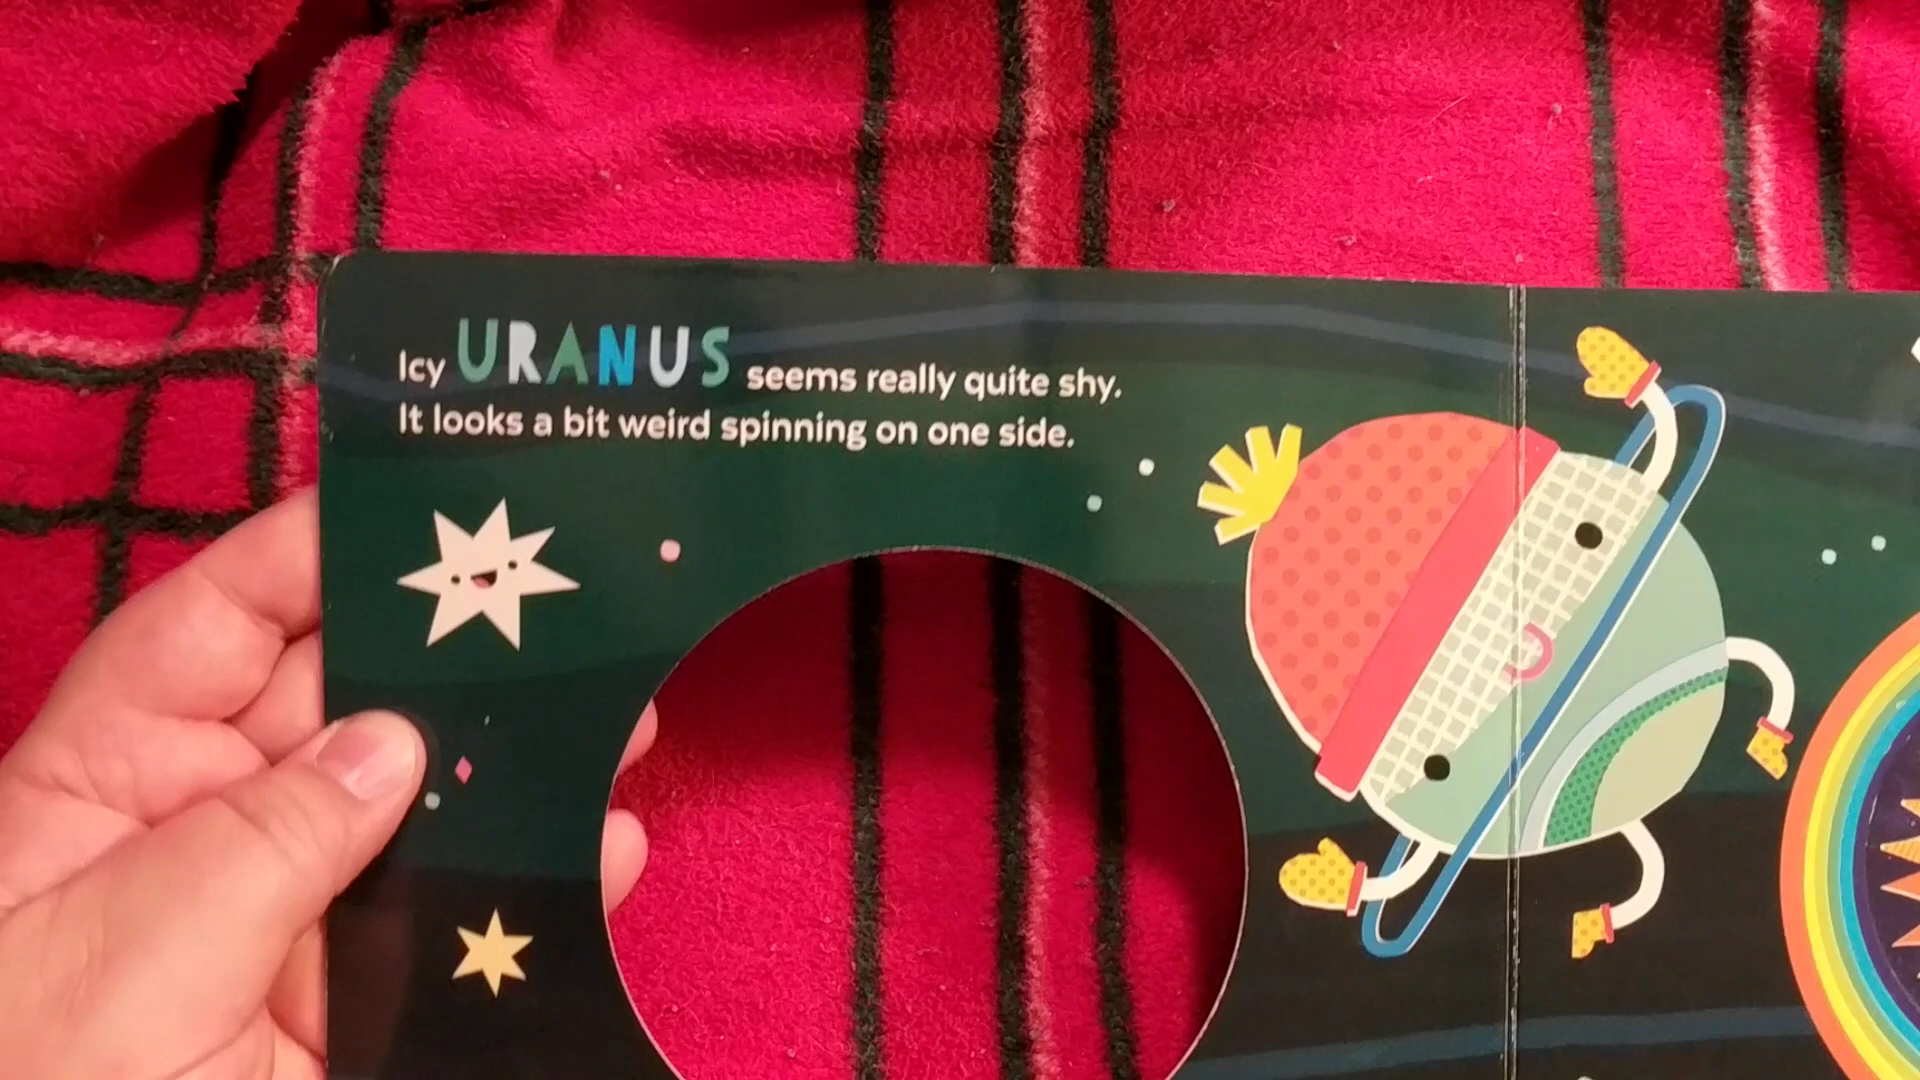 Icy URANUS seems really quite shy.
It looks a bit weird spinning on one side.